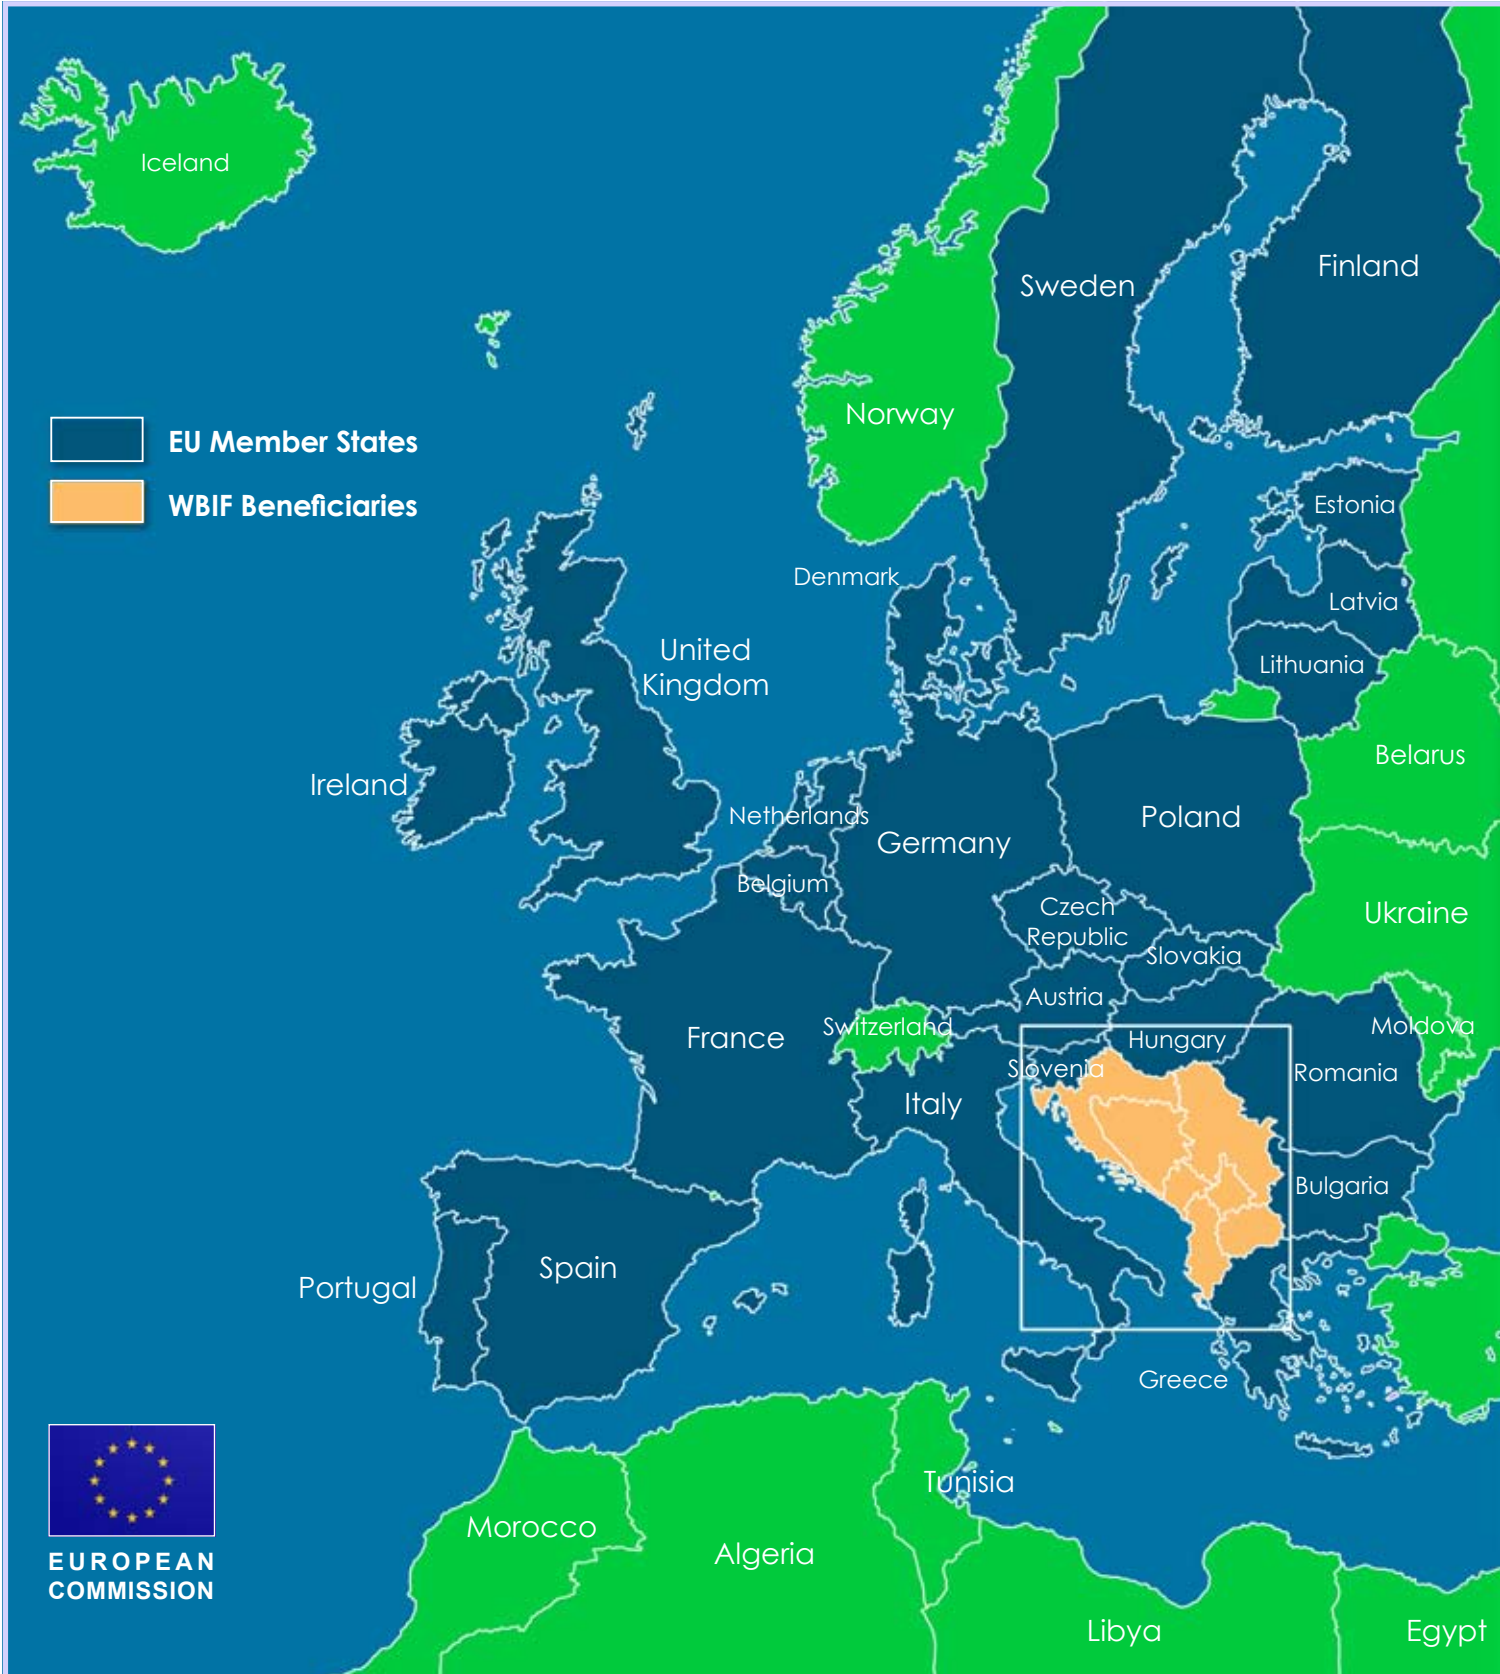 Iceland
Finland
Sweden
Norway
EU Member States
WBIF Beneficiaries
Estonia
Denmark
Latvia
United
Kingdom
Lithuania
Belarus
Ireland
Netherlands
Poland
Germany
Belgium
Czech
Republic
Ukraine
Slovakia
Austria
Switzerland
Moldova
France
Hungary
Slovenia
Romania
Italy
Bulgaria
Spain
Portugal
Greece
Tunisia
Morocco
Algeria
EUROPEAN
COMMISSION
Libya
Egypt